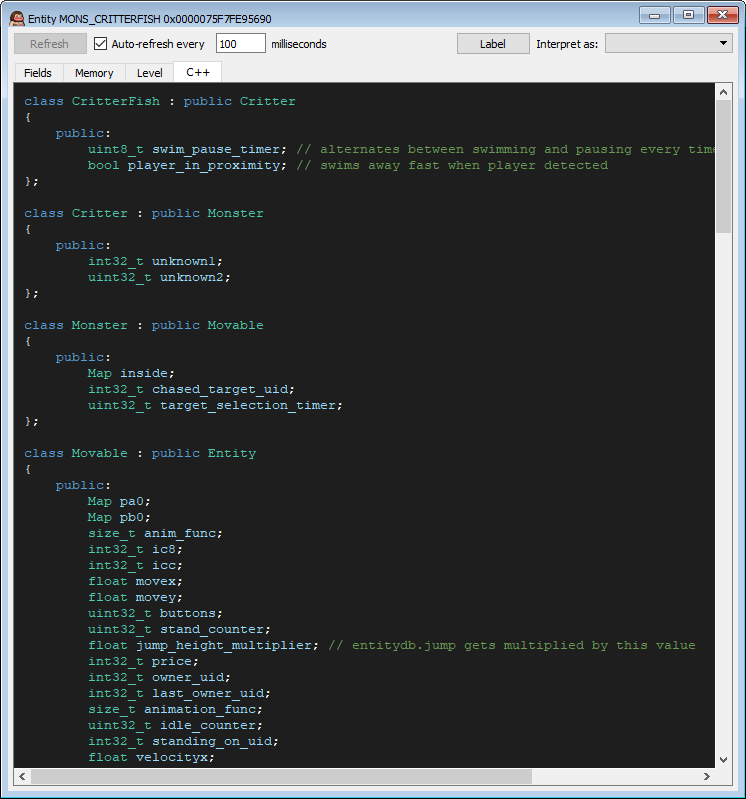 Entity MONS_CRITTERFISH 0x0000075F7FE95690
Refresh Auto-refresh every 100 milliseconds Label Interpret as:
Fields Memory Level C++
class CritterFish : public Critter
{
public:
uint8_t swim_pause_timer; // alternates between swimming and pausing every time
bool player_in_proximity; // swims away fast when player detected
};
class Critter : public Monster
{
public:
int32_t unknown1;
uint32_t unknown2;
};
class Monster : public Movable
{
public:
Map inside;
int32_t chased_target_uid;
uint32_t target_selection_timer;
};
class Movable : public Entity
{
public:
Map pa0;
Map pb0;
size_t anim_func;
int32_t ic8;
int32_t icc;
float movex;
float movey;
uint32_t buttons;
uint32_t stand_counter;
float jump_height_multiplier; // entitydb.jump gets multiplied by this value
int32_t price;
int32_t owner_uid;
int32_t last_owner_uid;
size_t animation_func;
uint32_t idle_counter;
int32_t standing_on_uid;
float velocityx;